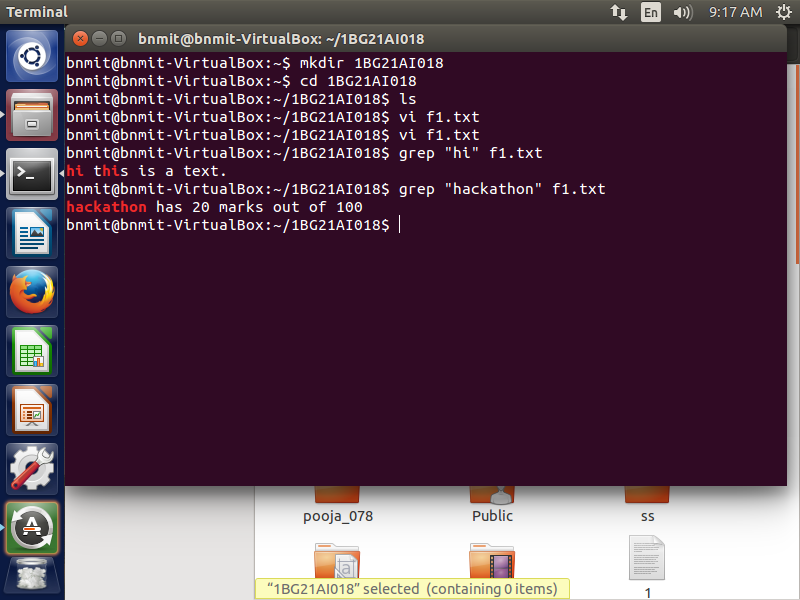 Terminal
En
9:17 AM
bnmit@bnmit-VirtualBox: ~/1BG21AI018
bnmit@bnmit-VirtualBox:~$ mkdir 1BG21AI018
bnmit@bnmit-VirtualBox:~$ cd 1BG21AI018
bnmit@bnmit-VirtualBox:~/1BG21AI018$ ls
bnmit@bnmit-VirtualBox:~/1BG21AI018$ vi f1.txt
bnmit@bnmit-VirtualBox:~/1BG21AI018$ vi f1.txt
bnmit@bnmit-VirtualBox:~/1BG21AI018$ grep "hi" f1.txt
hi this is a text.
bnmit@bnmit-VirtualBox:~/1BG21AI018$ grep "hackathon" f1.txt
hackathon has 20 marks out of 100
bnmit@bnmit-VirtualBox:~/1BG21AI018$
pooja_078
Public
ss
1
“1BG21AI018” selected (containing 0 items)